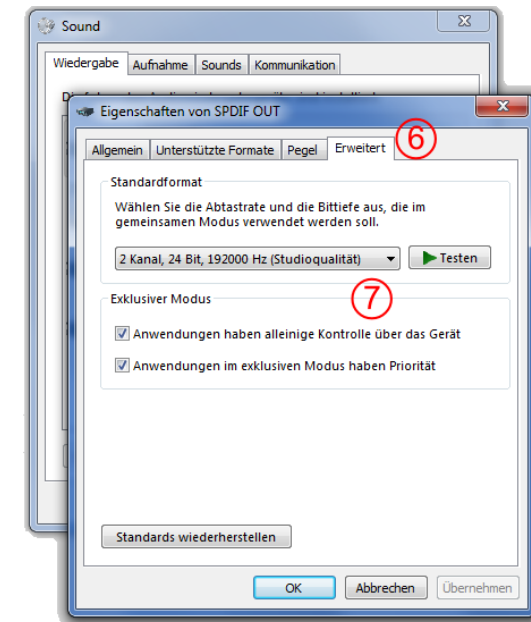 Sound
Wiedergabe Aufnahme Sounds Kommunikation
Eigenschaften von SPDIF OUT
⑥
Allgemein Unterstützte Formate Pegel Erweitert
Standardformat
Wählen Sie die Abtastrate und die Bittiefe aus, die im
gemeinsamen Modus verwendet werden soll.
2 Kanal, 24 Bit, 192000 Hz (Studioqualität) Testen
Exklusiver Modus
⑦
Anwendungen haben alleinige Kontrolle über das Gerät
Anwendungen im exklusiven Modus haben Priorität
Standards wiederherstellen
OK Abbrechen Übernehmen